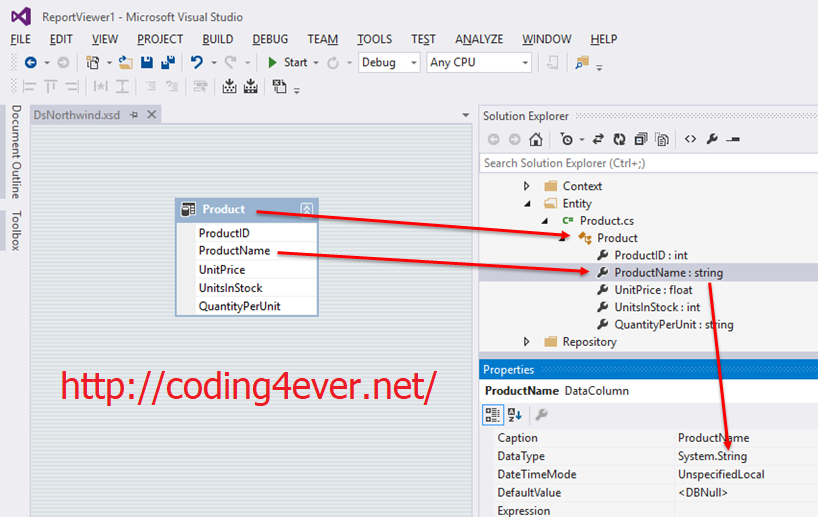 ReportViewer1 - Microsoft Visual Studio
FILE EDIT VIEW PROJECT BUILD DEBUG TEAM TOOLS TEST ANALYZE WINDOW HELP
Start Debug Any CPU
Document Outline
Toolbox
DsNorthwind.xsd
Product
ProductID
ProductName
UnitPrice
UnitsInStock
QuantityPerUnit
http://coding4ever.net/
Solution Explorer
Search Solution Explorer (Ctrl+;)
Context
Entity
C# Product.cs
Product
ProductID : int
ProductName : string
UnitPrice : float
UnitsInStock : int
QuantityPerUnit : string
Repository
Properties
ProductName DataColumn
Caption ProductName
DataType System.String
DateTimeMode UnspecifiedLocal
DefaultValue <DBNull>
Expression